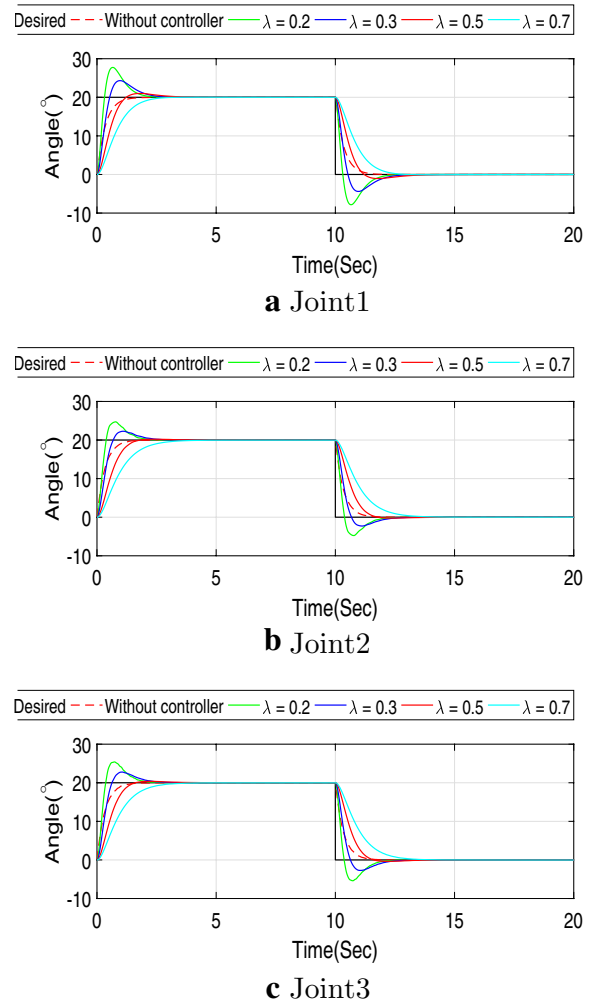 Desired Without controller λ = 0.2 λ = 0.3 λ = 0.5 λ = 0.7
30
20
10
0
-10
Angle(°)
0 5 10 15 20
Time(Sec)
a Joint1
Desired Without controller λ = 0.2 λ = 0.3 λ = 0.5 λ = 0.7
30
20
10
0
-10
Angle(°)
0 5 10 15 20
Time(Sec)
b Joint2
Desired Without controller λ = 0.2 λ = 0.3 λ = 0.5 λ = 0.7
30
20
10
0
-10
Angle(°)
0 5 10 15 20
Time(Sec)
c Joint3